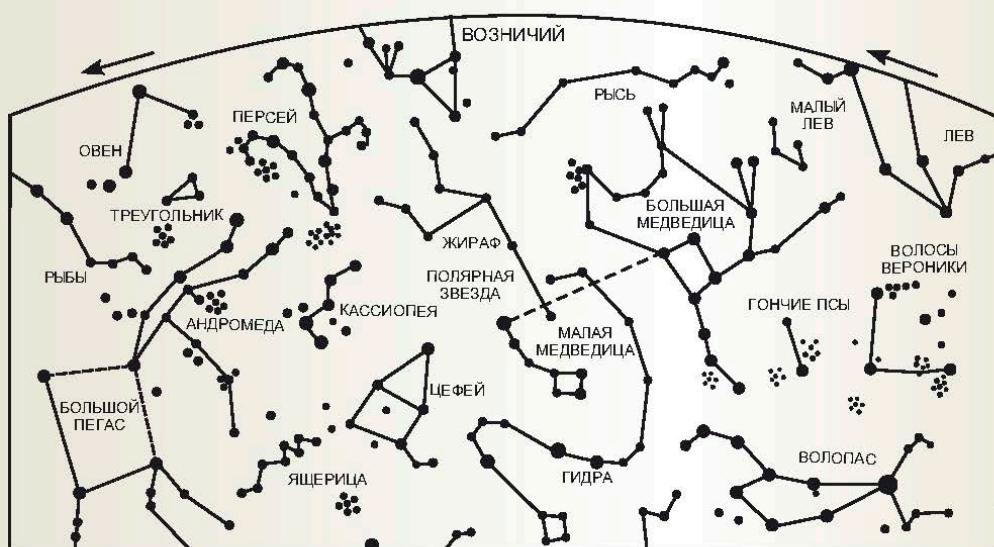 ВОЗНИЧИЙ
РЫСЬ
МАЛЫЙ
ЛЕВ
ЛЕВ
ПЕРСЕЙ
ОВЕН
ТРЕУГОЛЬНИК
БОЛЬШАЯ
МЕДВЕДИЦА
ЖИРАФ
ВОЛОСЫ
ВЕРОНИКИ
РЫБЫ
ПОЛЯРНАЯ
ЗВЕЗДА
КАССИОПЕЯ
ГОНЧИЕ ПСЫ
АНДРОМЕДА
МАЛАЯ
МЕДВЕДИЦА
ЦЕФЕЙ
БОЛЬШОЙ
ПЕГАС
ВОЛОПАС
ЯЩЕРИЦА
ГИДРА